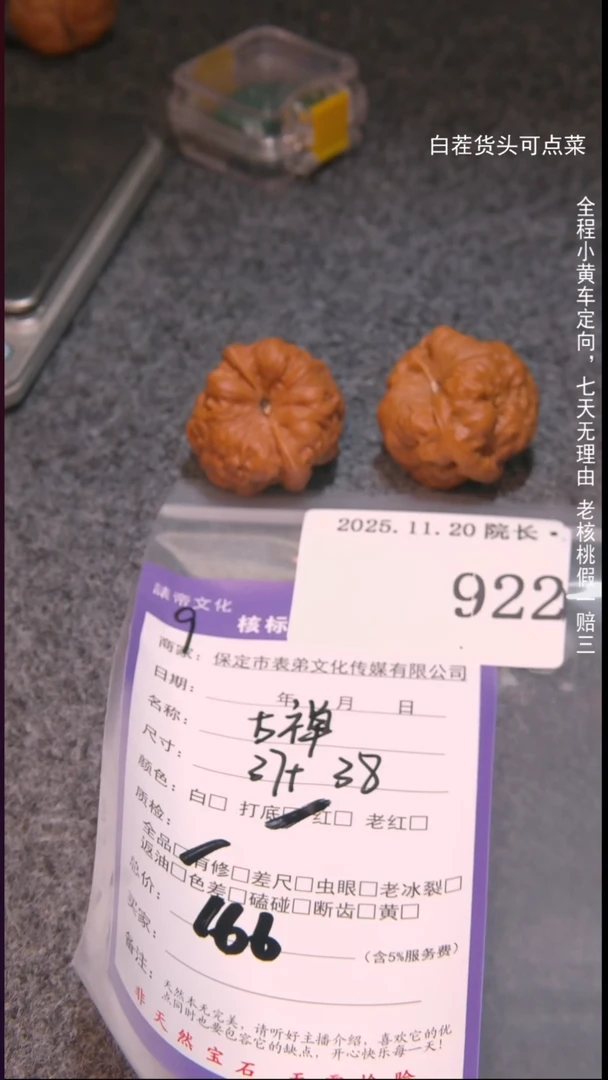 白茬货头可点菜
全程小黄车定向，七天无理由 老核桃假一赔三
2025.11.20 院长·
922
錶帝文化
核标
9
商家：保定市表弟文化传媒有限公司
日期： 年 月 日
名称：
尺寸：37+ 38
颜色：白□ 打底□ 红□ 老红□
质检：
全品□有修□差尺□虫眼□老冰裂□
返油□色差□磕碰□断齿□黄□
总价：166
买家： （含5%服务费）
备注：
天然本无完美，请听好主播介绍，喜欢它的优
点同时也要包容它的缺点，开心快乐每一天！
非天然宝石